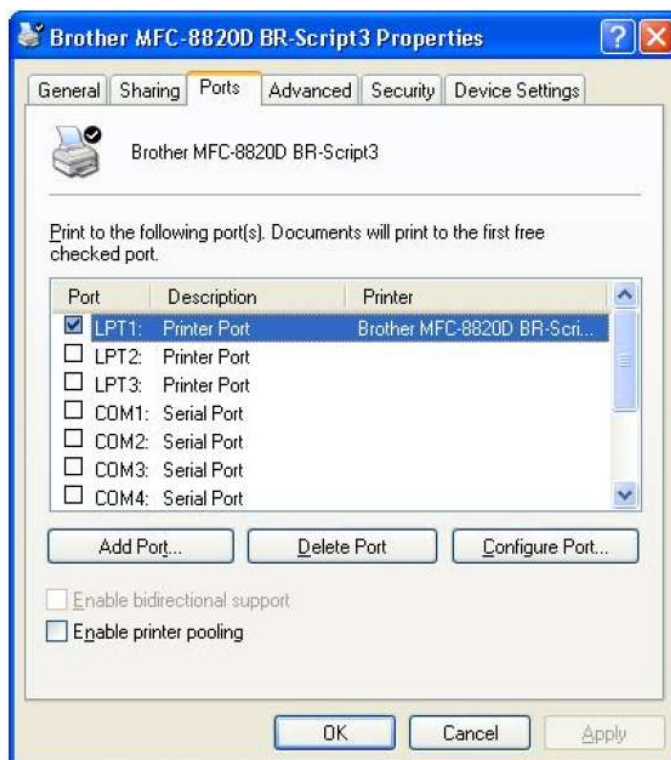 Brother MFC-8820D BR-Script3 Properties
General Sharing Ports Advanced Security Device Settings
Brother MFC-8820D BR-Script3
Print to the following port(s). Documents will print to the first free
checked port.
Port Description Printer
LPT1: Printer Port Brother MFC-8820D BR-Scri...
LPT2: Printer Port
LPT3: Printer Port
COM1: Serial Port
COM2: Serial Port
COM3: Serial Port
COM4: Serial Port
Add Port... Delete Port Configure Port...
Enable bidirectional support
Enable printer pooling
OK Cancel Apply